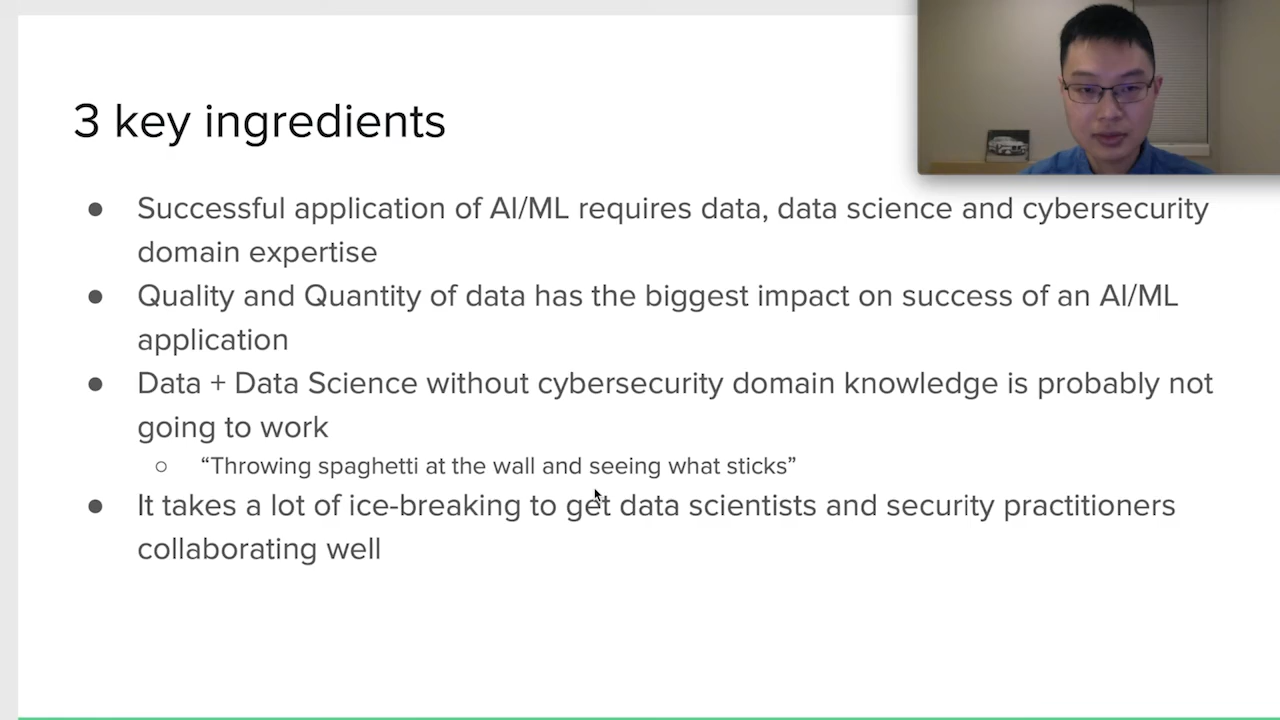 3 key ingredients
● Successful application of AI/ML requires data, data science and cybersecurity
domain expertise
● Quality and Quantity of data has the biggest impact on success of an AI/ML
application
● Data + Data Science without cybersecurity domain knowledge is probably not
going to work
○ “Throwing spaghetti at the wall and seeing what sticks”
● It takes a lot of ice-breaking to get data scientists and security practitioners
collaborating well